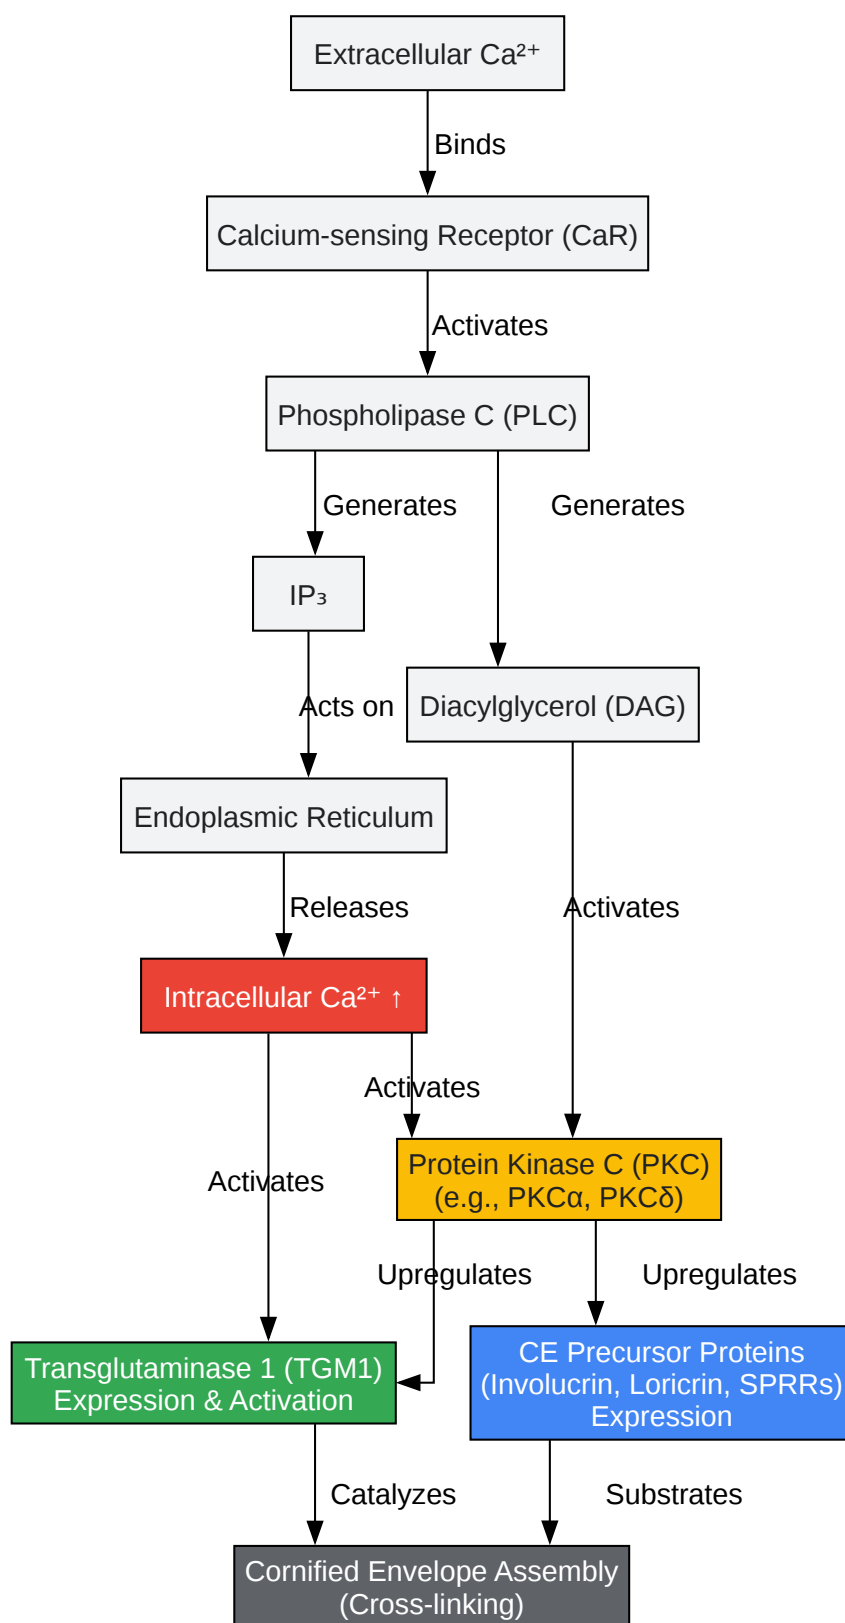 Extracellular Ca²⁺
Binds
Calcium-sensing Receptor (CaR)
Activates
Phospholipase C (PLC)
Generates
Generates
IP₃
Acts on
Diacylglycerol (DAG)
Endoplasmic Reticulum
Releases
Activates
Intracellular Ca²⁺ ↑
Activates
Protein Kinase C (PKC)
(e.g., PKCα, PKCδ)
Activates
Upregulates
Upregulates
Transglutaminase 1 (TGM1)
Expression & Activation
CE Precursor Proteins
(Involucrin, Loricrin, SPRRs)
Expression
Catalyzes
Substrates
Cornified Envelope Assembly
(Cross-linking)